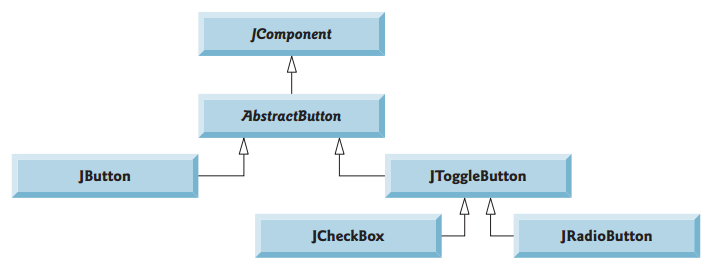 JComponent
AbstractButton
JButton
JToggleButton
JCheckBox
JRadioButton